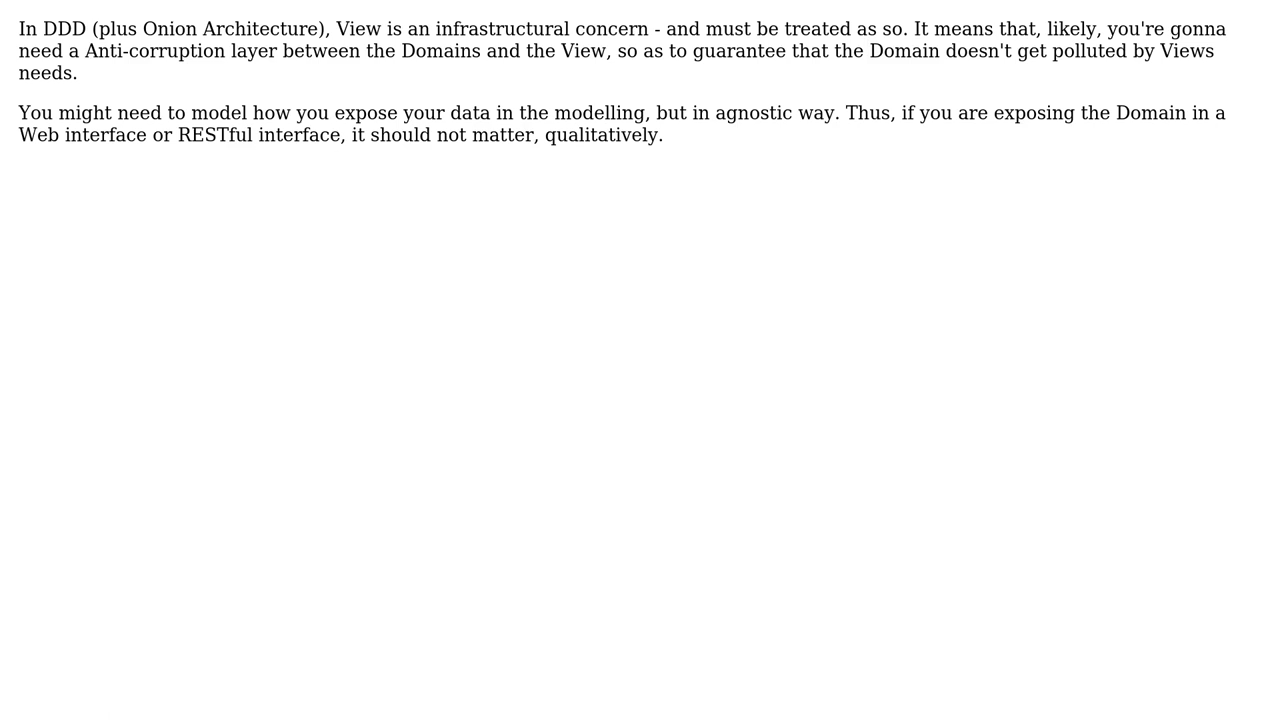 In DDD (plus Onion Architecture), View is an infrastructural concern - and must be treated as so. It means that, likely, you're gonna
need a Anti-corruption layer between the Domains and the View, so as to guarantee that the Domain doesn't get polluted by Views
needs.
You might need to model how you expose your data in the modelling, but in agnostic way. Thus, if you are exposing the Domain in a
Web interface or RESTful interface, it should not matter, qualitatively.